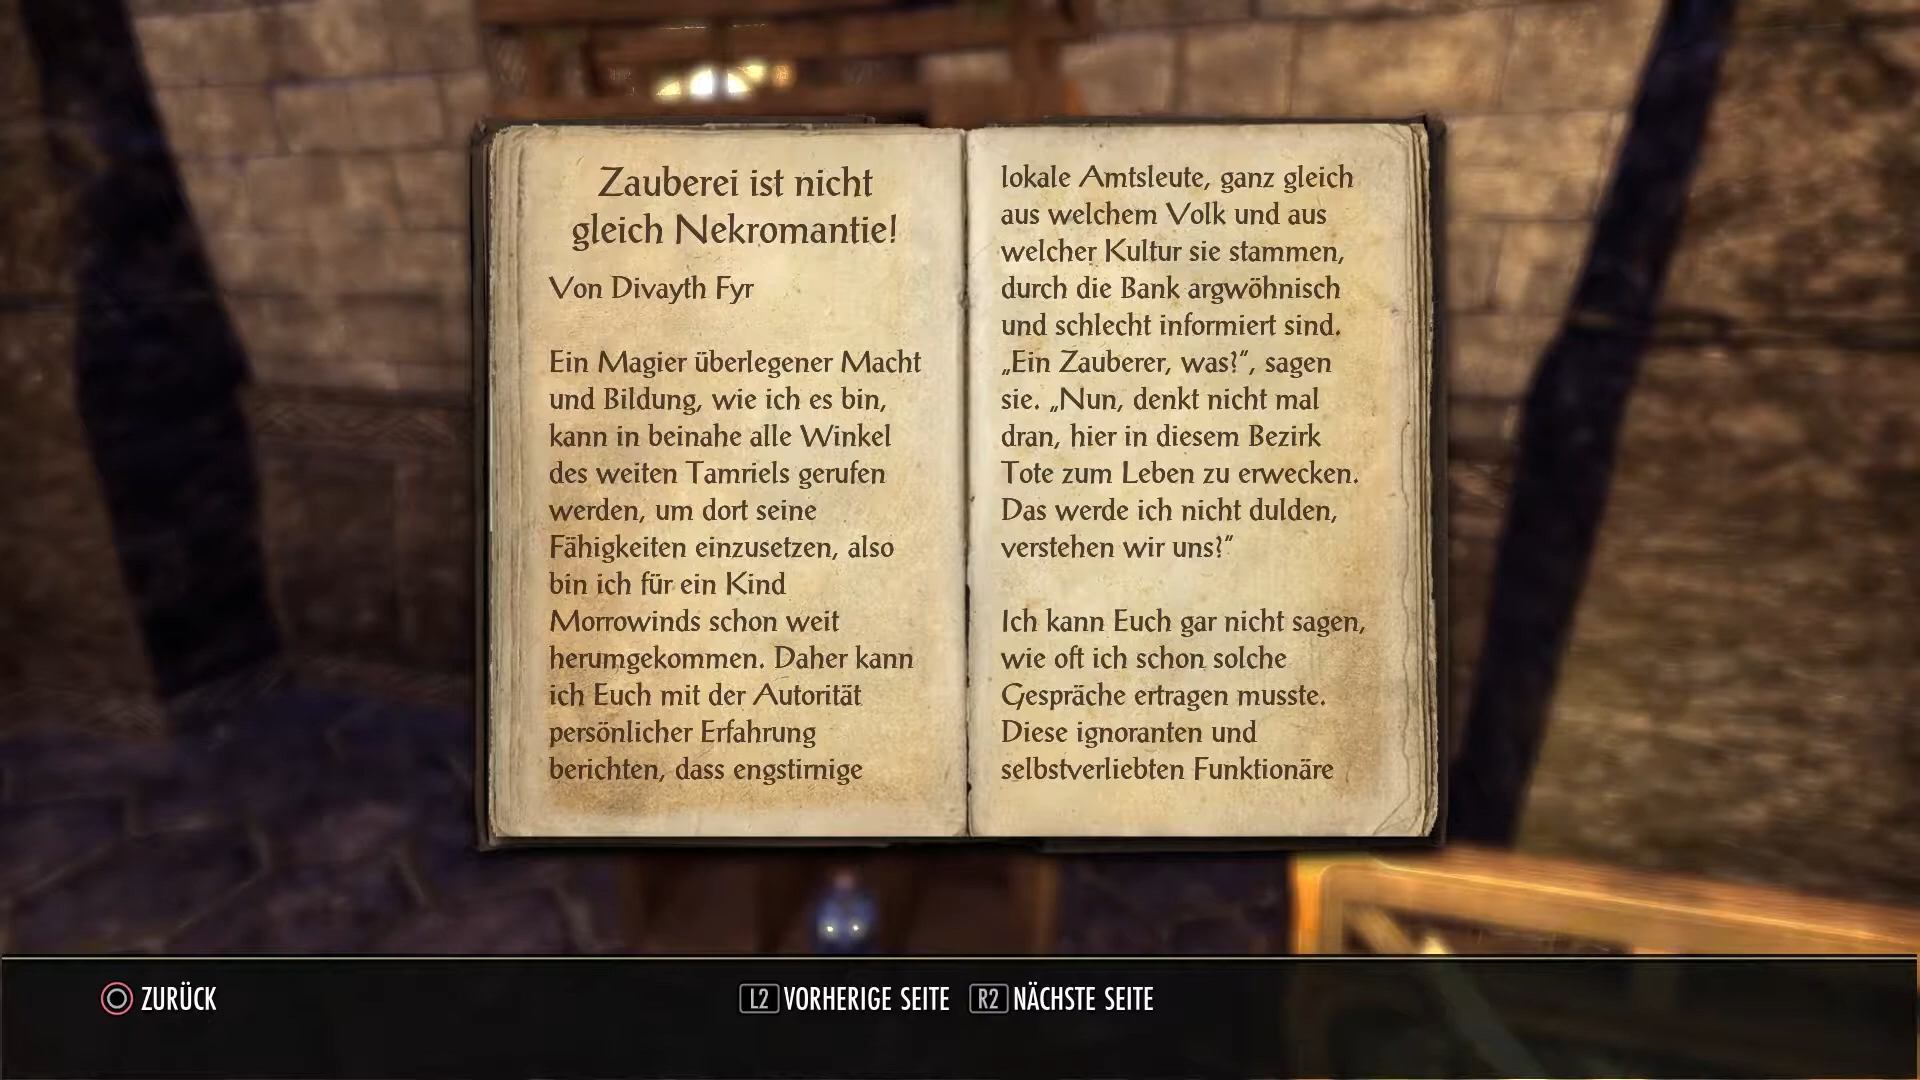 Zauberei ist nicht
gleich Nekromantie!
Von Divayth Fyr
Ein Magier überlegener Macht
und Bildung, wie ich es bin,
kann in beinahe alle Winkel
des weiten Tamriels gerufen
werden, um dort seine
Fähigkeiten einzusetzen, also
bin ich für ein Kind
Morrowinds schon weit
herumgekommen. Daher kann
ich Euch mit der Autorität
persönlicher Erfahrung
berichten, dass engstirnige
lokale Amtsleute, ganz gleich
aus welchem Volk und aus
welcher Kultur sie stammen,
durch die Bank argwöhnisch
und schlecht informiert sind.
„Ein Zauberer, was?“, sagen
sie. „Nun, denkt nicht mal
dran, hier in diesem Bezirk
Tote zum Leben zu erwecken.
Das werde ich nicht dulden,
verstehen wir uns?“
Ich kann Euch gar nicht sagen,
wie oft ich schon solche
Gespräche ertragen musste.
Diese ignoranten und
selbstverliebten Funktionäre
ZURÜCK
L2 VORHERIGE SEITE R2 NÄCHSTE SEITE